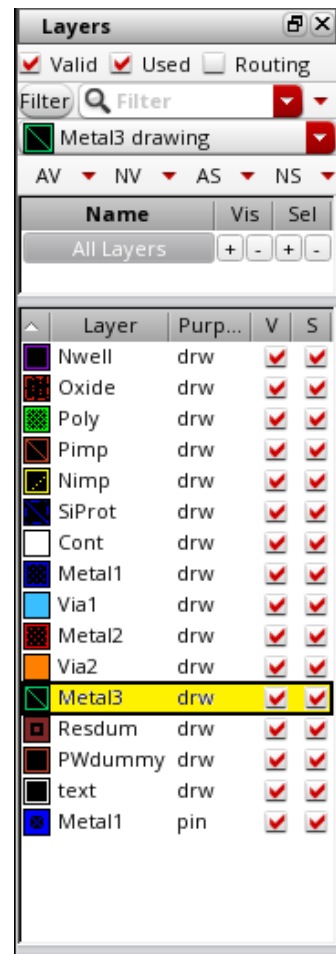 Layers
Valid Used Routing
Filter Filter
Metal3 drawing
AV NV AS NS
Name Vis Sel
All Layers + - + -
Layer Purp... V S
Nwell drw
Oxide drw
Poly drw
Pimp drw
Nimp drw
SiProt drw
Cont drw
Metal1 drw
Via1 drw
Metal2 drw
Via2 drw
Metal3 drw
Resdum drw
PWdummy drw
text drw
Metal1 pin